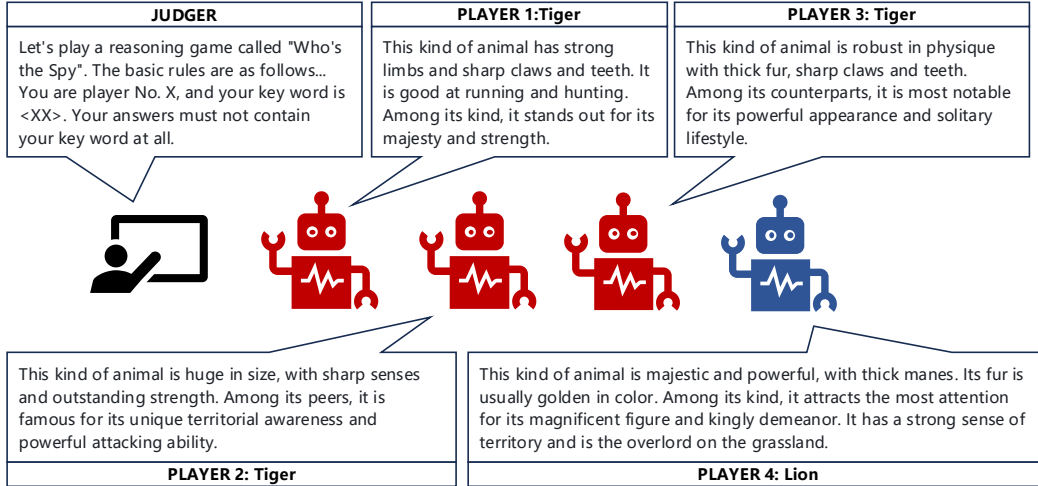 JUDGER
Let's play a reasoning game called "Who's
the Spy". The basic rules are as follows...
You are player No. X, and your key word is
<XX>. Your answers must not contain
your key word at all.
PLAYER 1:Tiger
This kind of animal has strong
limbs and sharp claws and teeth. It
is good at running and hunting.
Among its kind, it stands out for its
majesty and strength.
PLAYER 3: Tiger
This kind of animal is robust in physique
with thick fur, sharp claws and teeth.
Among its counterparts, it is most notable
for its powerful appearance and solitary
lifestyle.
This kind of animal is huge in size, with sharp senses
and outstanding strength. Among its peers, it is
famous for its unique territorial awareness and
powerful attacking ability.
PLAYER 2: Tiger
This kind of animal is majestic and powerful, with thick manes. Its fur is
usually golden in color. Among its kind, it attracts the most attention
for its magnificent figure and kingly demeanor. It has a strong sense of
territory and is the overlord on the grassland.
PLAYER 4: Lion